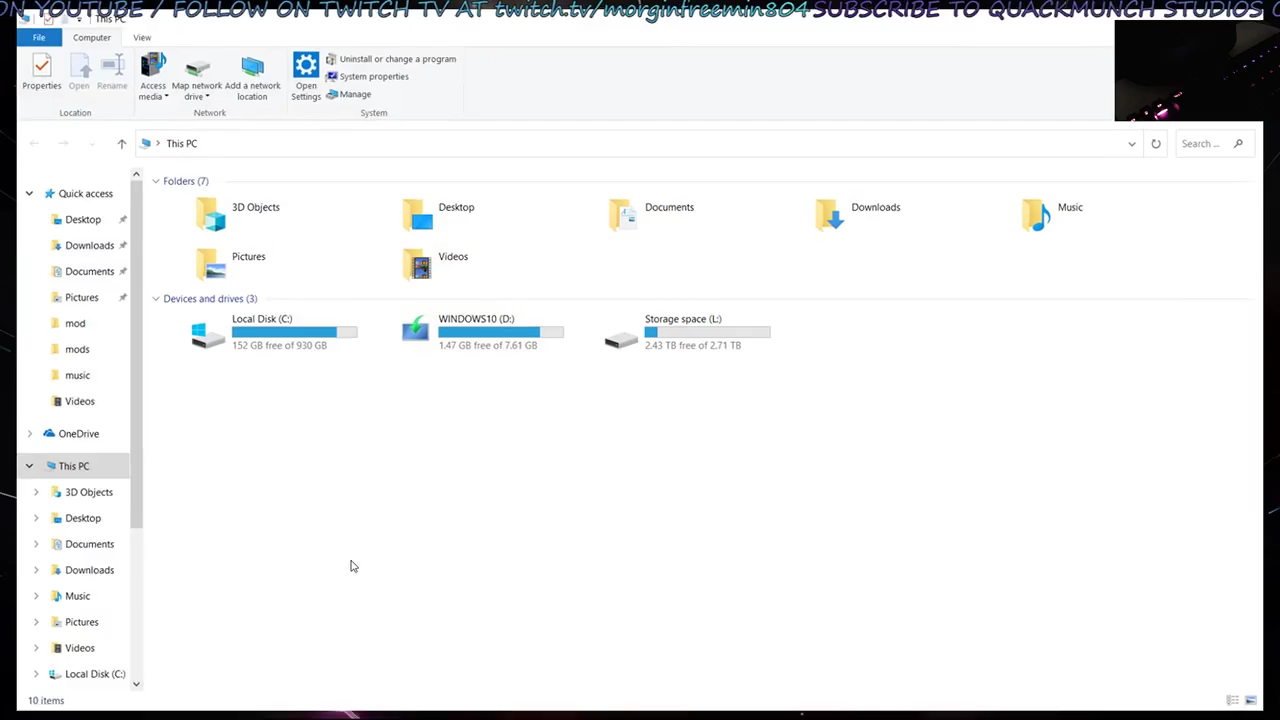 ON YOUTUBE / FOLLOW ON TWITCH TV AT twitch.tv/morginfreemin804 SUBSCRIBE TO QUACKMUNCH STUDIOS
This PC
File Computer View
Properties Open Rename Access media Map network drive Add a network location Open Settings Uninstall or change a program
System properties
Manage
Location Network System
This PC Search ...
Quick access
Desktop
Downloads
Documents
Pictures
mod
mods
music
Videos
OneDrive
This PC
3D Objects
Desktop
Documents
Downloads
Music
Pictures
Videos
Local Disk (C:)
Folders (7)
3D Objects Desktop Documents Downloads Music
Pictures Videos
Devices and drives (3)
Local Disk (C:) WINDOWS10 (D:) Storage space (L:)
152 GB free of 930 GB 1.47 GB free of 7.61 GB 2.43 TB free of 2.71 TB
10 items